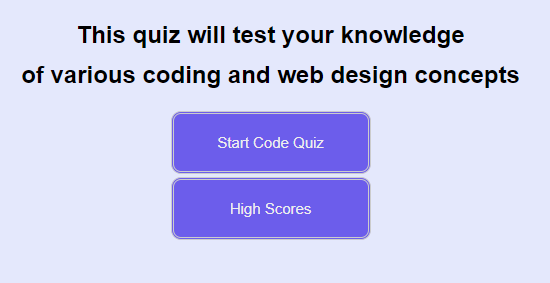 This quiz will test your knowledge
of various coding and web design concepts
Start Code Quiz
High Scores